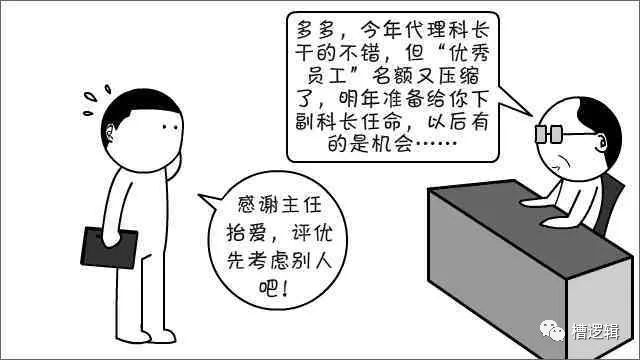 多多，今年代理科长
干的不错，但“优秀
员工”名额又压缩
了，明年准备给你下
副科长任命，以后有
的是机会……
感谢主任
抬爱，评优
先考虑别人
吧！
槽逻辑